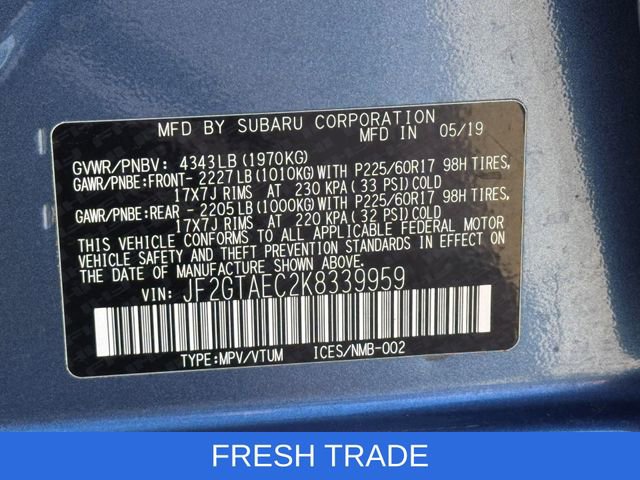 MFD BY SUBARU CORPORATION
MFD IN 05/19
GVWR/PNBV: 4343LB(1970KG)
GAWR/PNBE:FRONT- 2227LB(1010KG)WITH P225/60R17 98H TIRES,
17X7J RIMS AT 230 KPA(33 PSI)COLD
GAWR/PNBE:REAR - 2205LB(1000KG)WITH P225/60R17 98H TIRES,
17X7J RIMS AT 220 KPA(32 PSI)COLD
THIS VEHICLE CONFORMS TO ALL APPLICABLE FEDERAL MOTOR
VEHICLE SAFETY AND THEFT PREVENTION STANDARDS IN EFFECT ON
THE DATE OF MANUFACTURE SHOWN ABOVE.
VIN: JF2GTAEC2K8339959
TYPE:MPV/VTUM ICES/NMB-002
FRESH TRADE